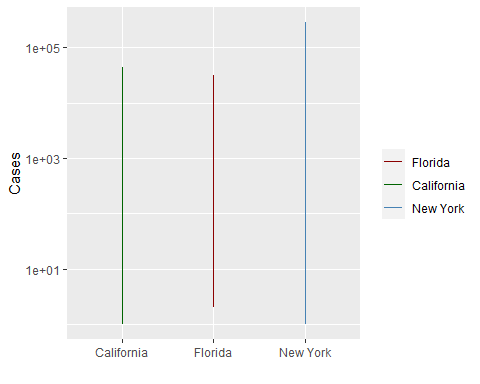 Cases
1e+05
1e+03
1e+01
California
Florida
New York
Florida
California
New York